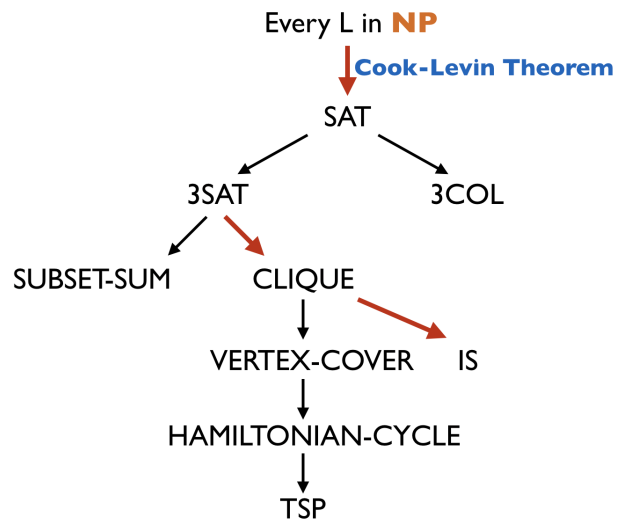 Every L in NP
Cook-Levin Theorem
SAT
3SAT
3COL
SUBSET-SUM
CLIQUE
VERTEX-COVER
IS
HAMILTONIAN-CYCLE
TSP